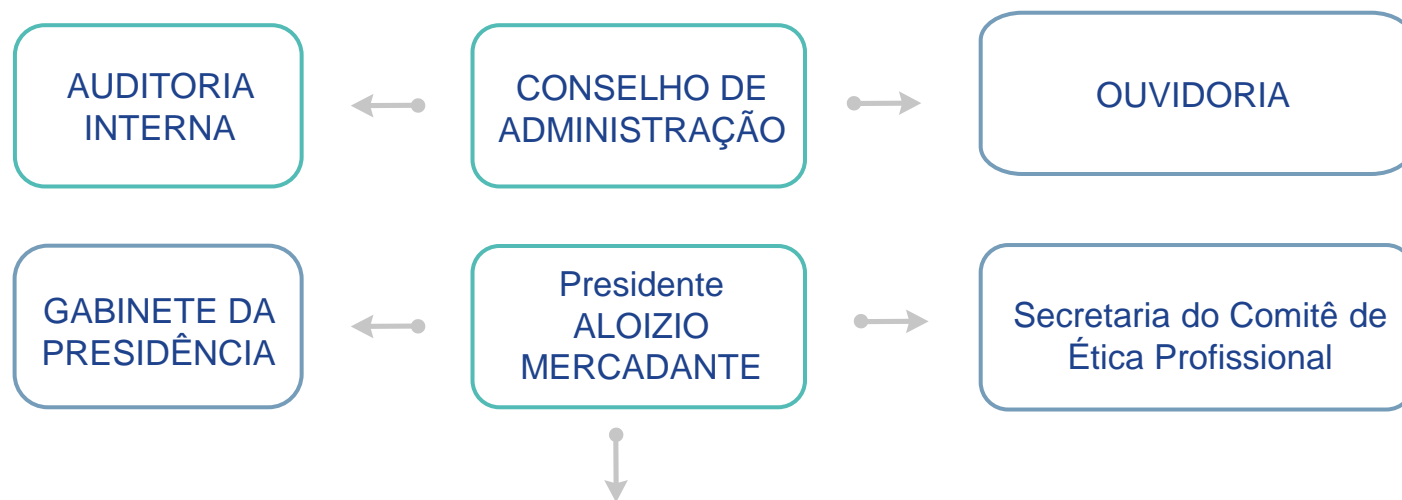 AUDITORIA
INTERNA
CONSELHO DE
ADMINISTRAÇÃO
OUVIDORIA
GABINETE DA
PRESIDÊNCIA
Presidente
ALOIZIO
MERCADANTE
Secretaria do Comitê de
Ética Profissional